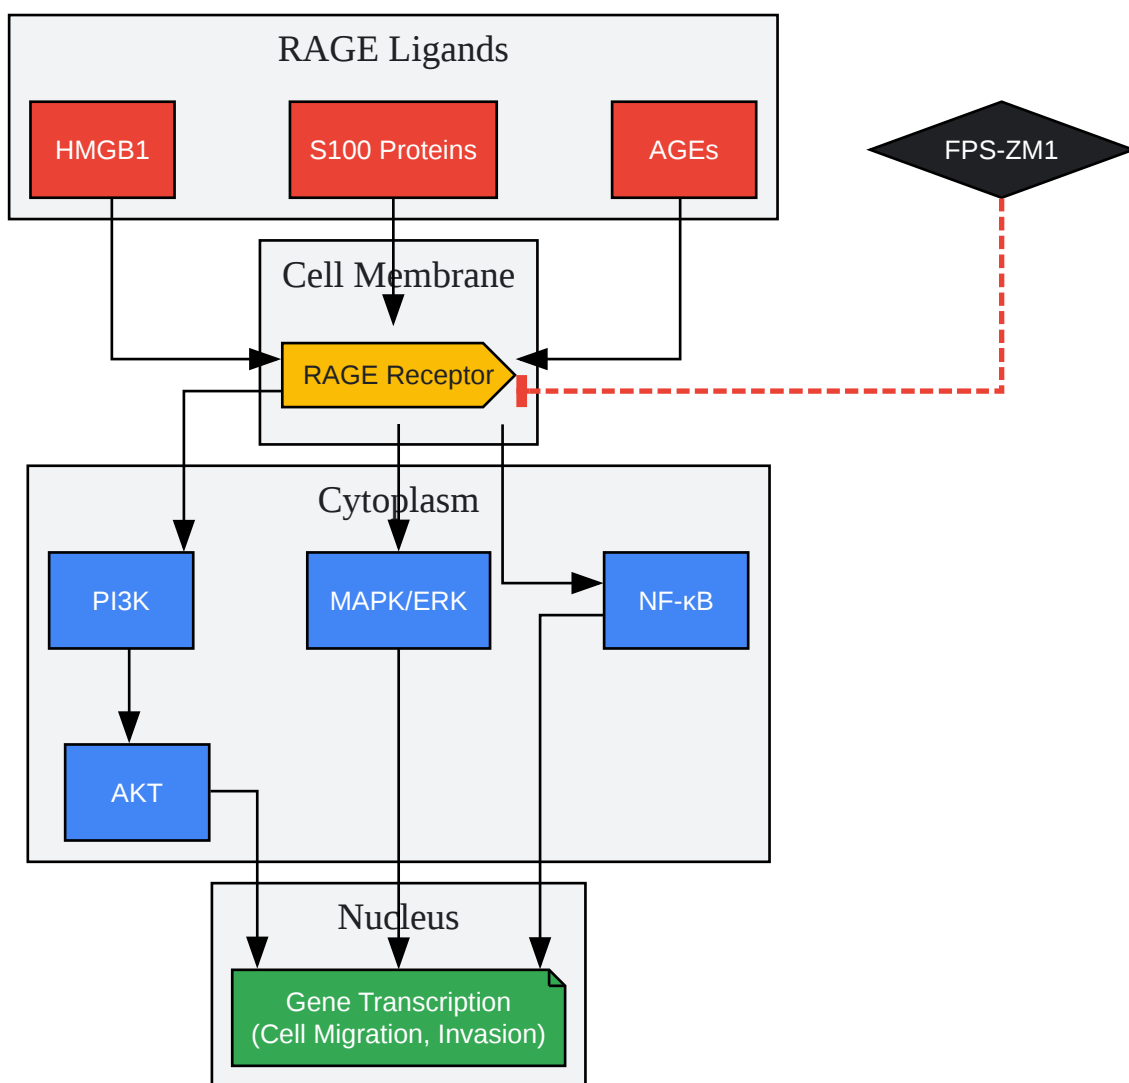 RAGE Ligands
HMGB1
S100 Proteins
AGEs
FPS-ZM1
Cell Membrane
RAGE Receptor
Cytoplasm
PI3K
MAPK/ERK
NF-κB
AKT
Nucleus
Gene Transcription
(Cell Migration, Invasion)